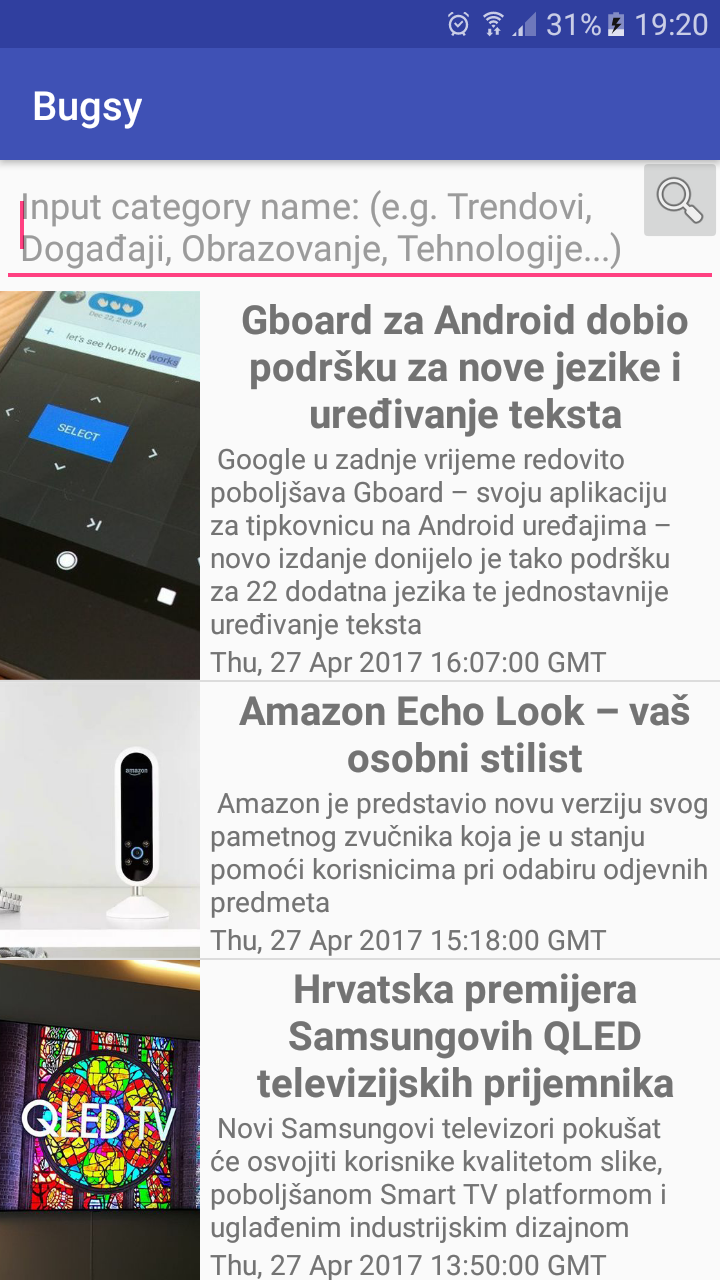 31% 19:20
Bugsy
Input category name: (e.g. Trendovi,
Događaji, Obrazovanje, Tehnologije...)
Dec 22, 2:05 PM
let's see how this works
SELECT
Gboard za Android dobio
podršku za nove jezike i
uređivanje teksta
Google u zadnje vrijeme redovito
poboljšava Gboard – svoju aplikaciju
za tipkovnicu na Android uređajima –
novo izdanje donijelo je tako podršku
za 22 dodatna jezika te jednostavnije
uređivanje teksta
Thu, 27 Apr 2017 16:07:00 GMT
amazon
Amazon Echo Look – vaš
osobni stilist
Amazon je predstavio novu verziju svog
pametnog zvučnika koja je u stanju
pomoći korisnicima pri odabiru odjevnih
predmeta
Thu, 27 Apr 2017 15:18:00 GMT
QLED TV
Hrvatska premijera
Samsungovih QLED
televizijskih prijemnika
Novi Samsungovi televizori pokušat
će osvojiti korisnike kvalitetom slike,
poboljšanom Smart TV platformom i
uglađenim industrijskim dizajnom
Thu, 27 Apr 2017 13:50:00 GMT